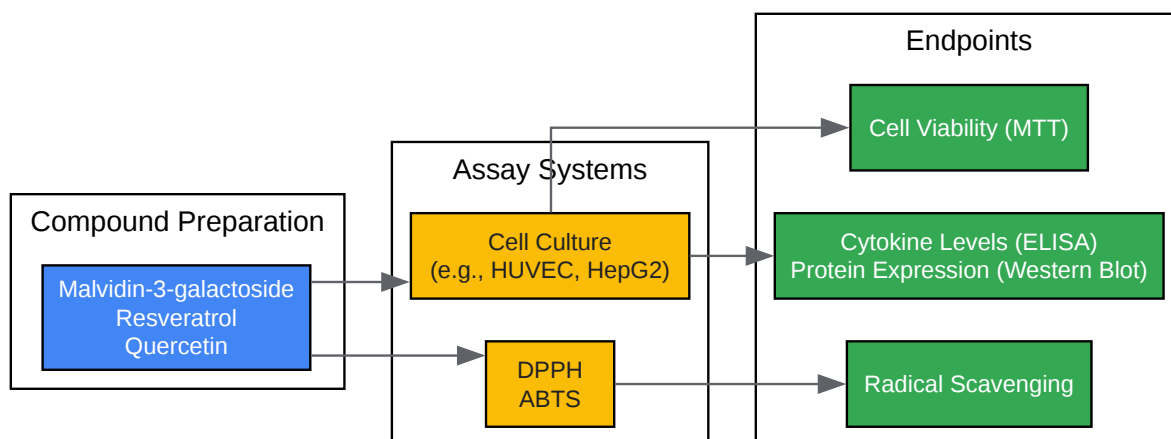 Compound Preparation
Malvidin-3-galactoside
Resveratrol
Quercetin
Assay Systems
Cell Culture
(e.g., HUVEC, HepG2)
DPPH
ABTS
Endpoints
Cell Viability (MTT)
Cytokine Levels (ELISA)
Protein Expression (Western Blot)
Radical Scavenging